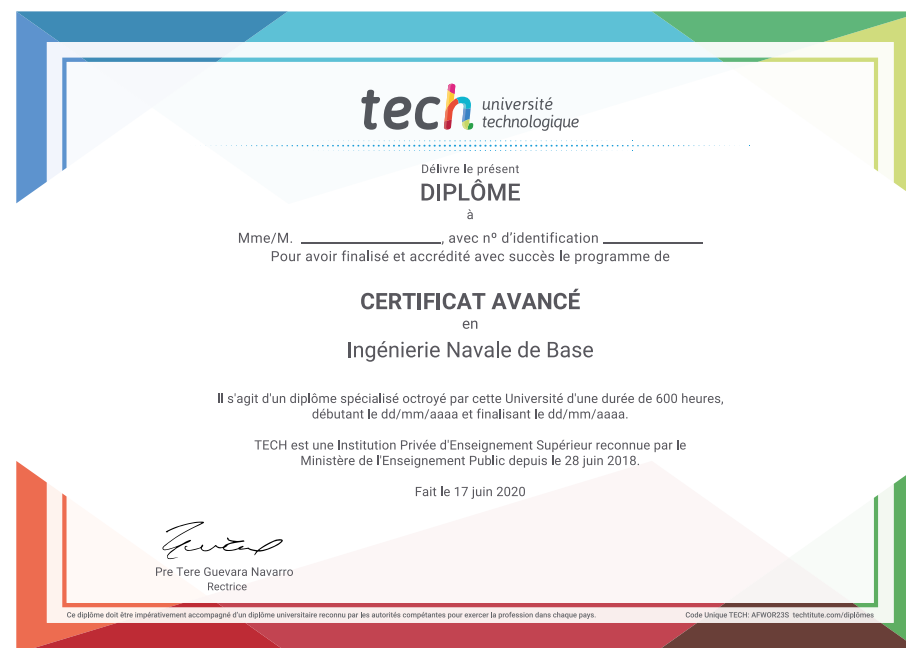 tech université
technologique
Délivre le présent
DIPLÔME
à
Mme/M. ____________________, avec nº d'identification ______________
Pour avoir finalisé et accrédité avec succès le programme de
CERTIFICAT AVANCÉ
en
Ingénierie Navale de Base
Il s'agit d'un diplôme spécialisé octroyé par cette Université d'une durée de 600 heures,
débutant le dd/mm/aaaa et finalisant le dd/mm/aaaa.
TECH est une Institution Privée d'Enseignement Supérieur reconnue par le
Ministère de l'Enseignement Public depuis le 28 juin 2018.
Fait le 17 juin 2020
Pre Tere Guevara Navarro
Rectrice
Ce diplôme doit être impérativement accompagné d'un diplôme universitaire reconnu par les autorités compétentes pour exercer la profession dans chaque pays.
Code Unique TECH: AFWOR23S techtitute.com/diplômes